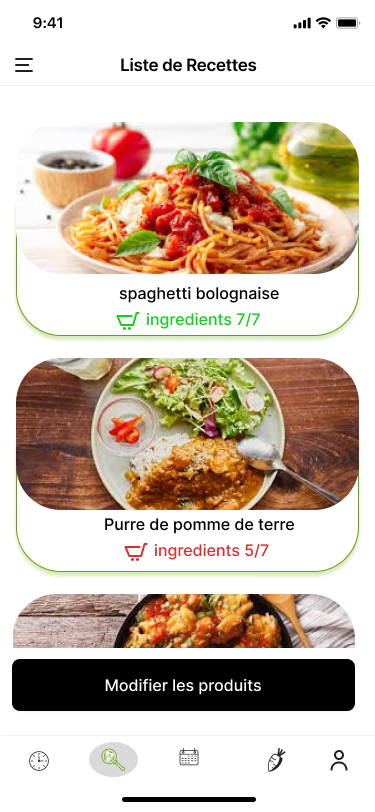 9:41
Liste de Recettes
spaghetti bolognaise
ingredients 7/7
Purre de pomme de terre
ingredients 5/7
Modifier les produits